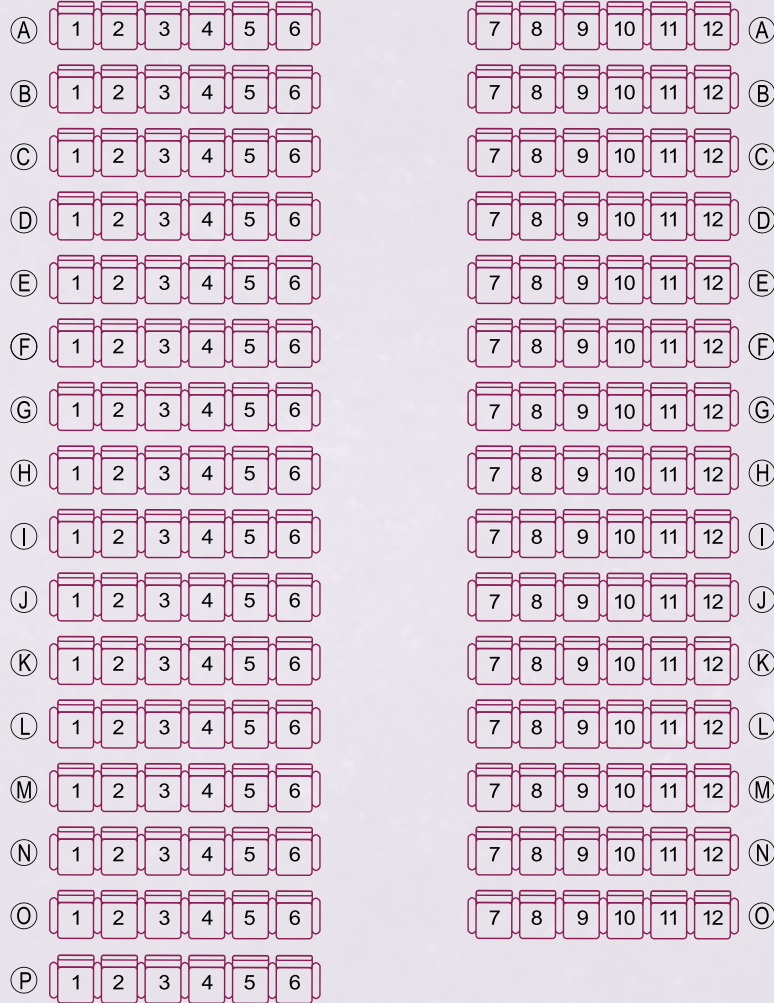 A 1 2 3 4 5 6 7 8 9 10 11 12 A
B 1 2 3 4 5 6 7 8 9 10 11 12 B
C 1 2 3 4 5 6 7 8 9 10 11 12 C
D 1 2 3 4 5 6 7 8 9 10 11 12 D
E 1 2 3 4 5 6 7 8 9 10 11 12 E
F 1 2 3 4 5 6 7 8 9 10 11 12 F
G 1 2 3 4 5 6 7 8 9 10 11 12 G
H 1 2 3 4 5 6 7 8 9 10 11 12 H
I 1 2 3 4 5 6 7 8 9 10 11 12 I
J 1 2 3 4 5 6 7 8 9 10 11 12 J
K 1 2 3 4 5 6 7 8 9 10 11 12 K
L 1 2 3 4 5 6 7 8 9 10 11 12 L
M 1 2 3 4 5 6 7 8 9 10 11 12 M
N 1 2 3 4 5 6 7 8 9 10 11 12 N
O 1 2 3 4 5 6 7 8 9 10 11 12 O
P 1 2 3 4 5 6